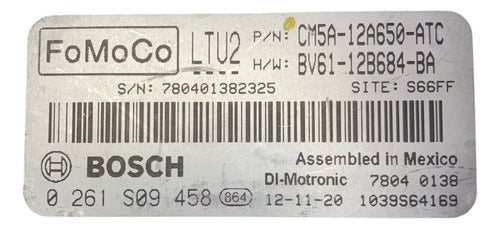 FoMoCo LTU2 P/N: CM5A-12A650-ATC
H/W: BV61-12B684-BA
S/N: 780401382325 SITE: S66FF
BOSCH Assembled in Mexico
DI-Motronic 7804 0138
0 261 S09 458 864 12-11-20 1039S64169